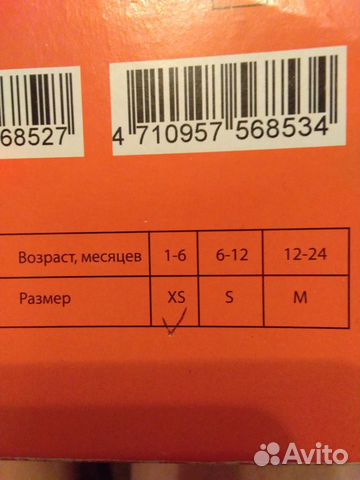 68527
4 710957 568534
Возраст, месяцев 1-6 6-12 12-24
Размер XS S M
Avito